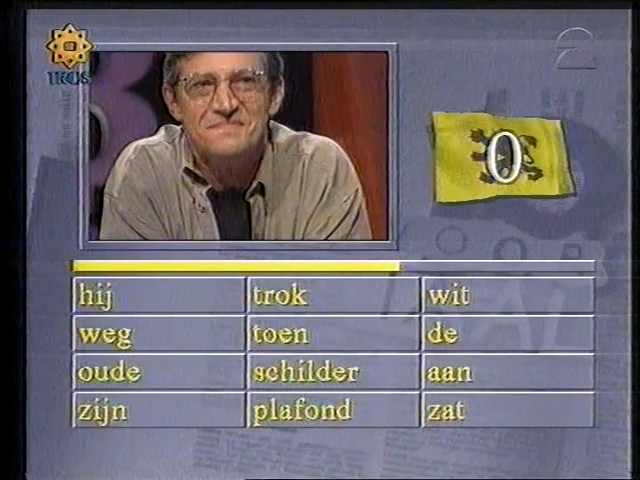 TROS
2
0
hij trok wit
weg toen de
oude schilder aan
zijn plafond zat